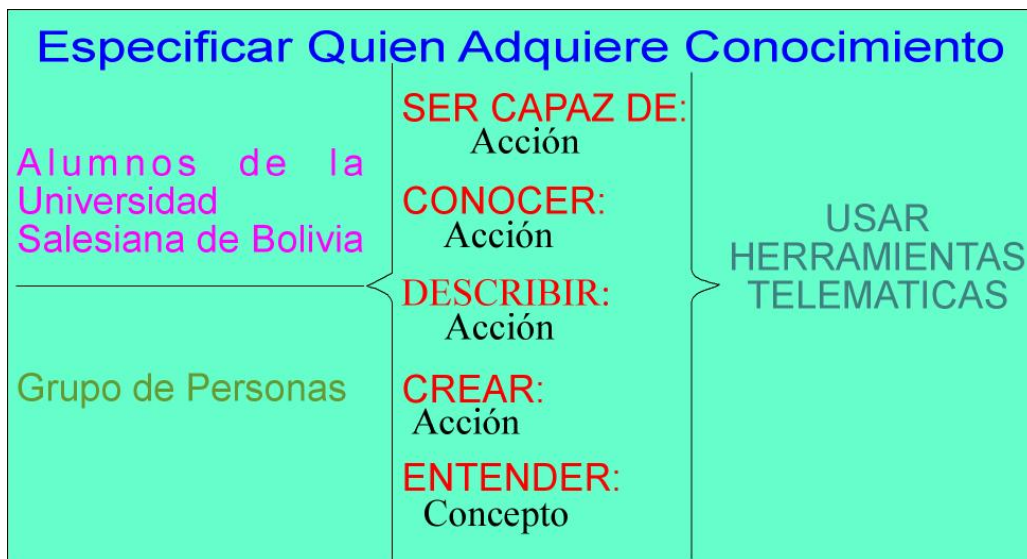 Especificar Quien Adquiere Conocimiento
Alumnos de la
Universidad
Salesiana de Bolivia
Grupo de Personas
SER CAPAZ DE:
Acción
CONOCER:
Acción
DESCRIBIR:
Acción
CREAR:
Acción
ENTENDER:
Concepto
USAR
HERRAMIENTAS
TELEMATICAS